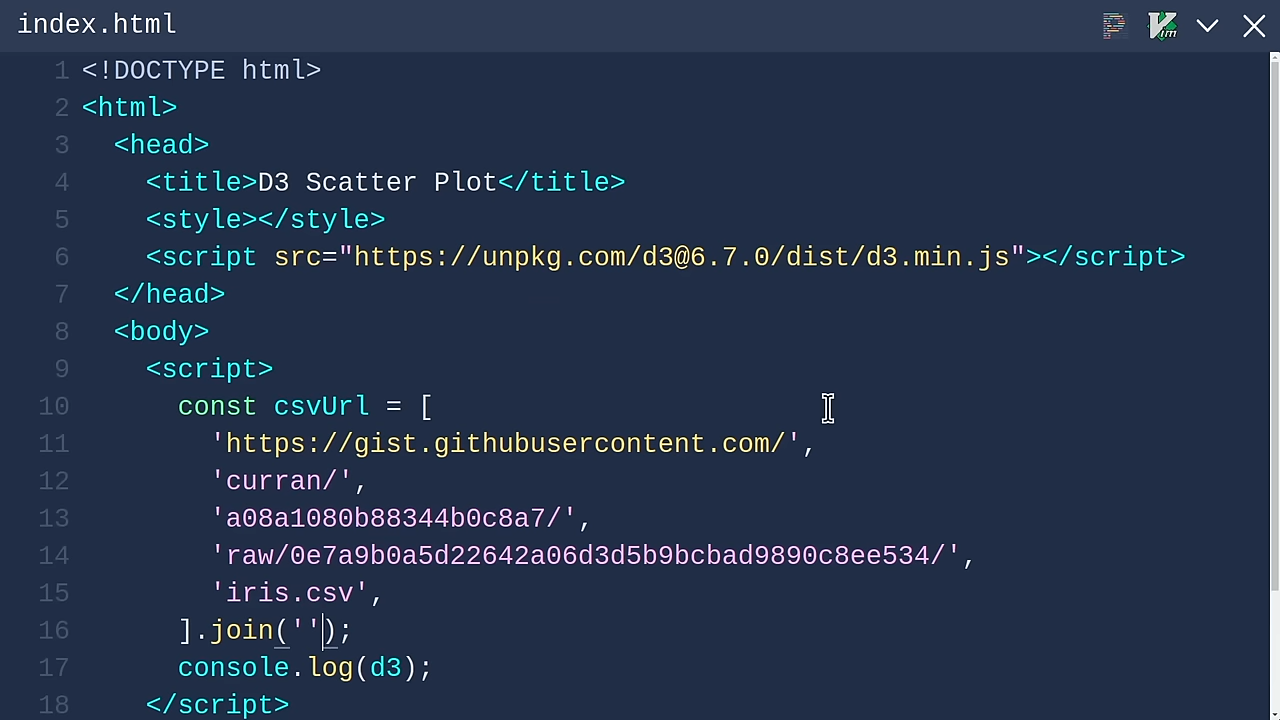 index.html
1 <!DOCTYPE html>
2 <html>
3   <head>
4     <title>D3 Scatter Plot</title>
5     <style></style>
6     <script src="https://unpkg.com/d3@6.7.0/dist/d3.min.js"></script>
7   </head>
8   <body>
9     <script>
10       const csvUrl = [
11         'https://gist.githubusercontent.com/',
12         'curran/',
13         'a08a1080b88344b0c8a7/',
14         'raw/0e7a9b0a5d22642a06d3d5b9bcbad9890c8ee534/',
15         'iris.csv',
16       ].join('');
17       console.log(d3);
18     </script>